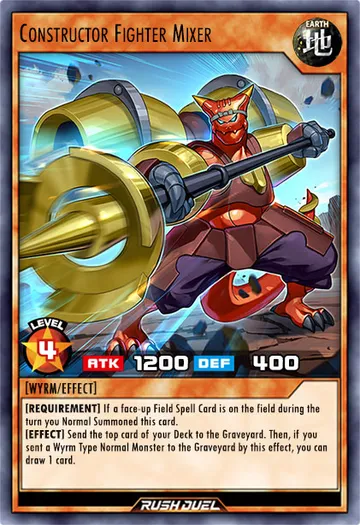 Constructor Fighter Mixer
EARTH
地
LEVEL
4
ATK 1200 DEF 400
[WYRM/EFFECT]
[REQUIREMENT] If a face-up Field Spell Card is on the field during the
turn you Normal Summoned this card.
[EFFECT] Send the top card of your Deck to the Graveyard. Then, if you
sent a Wyrm Type Normal Monster to the Graveyard by this effect, you can
draw 1 card.
RUSH DUEL